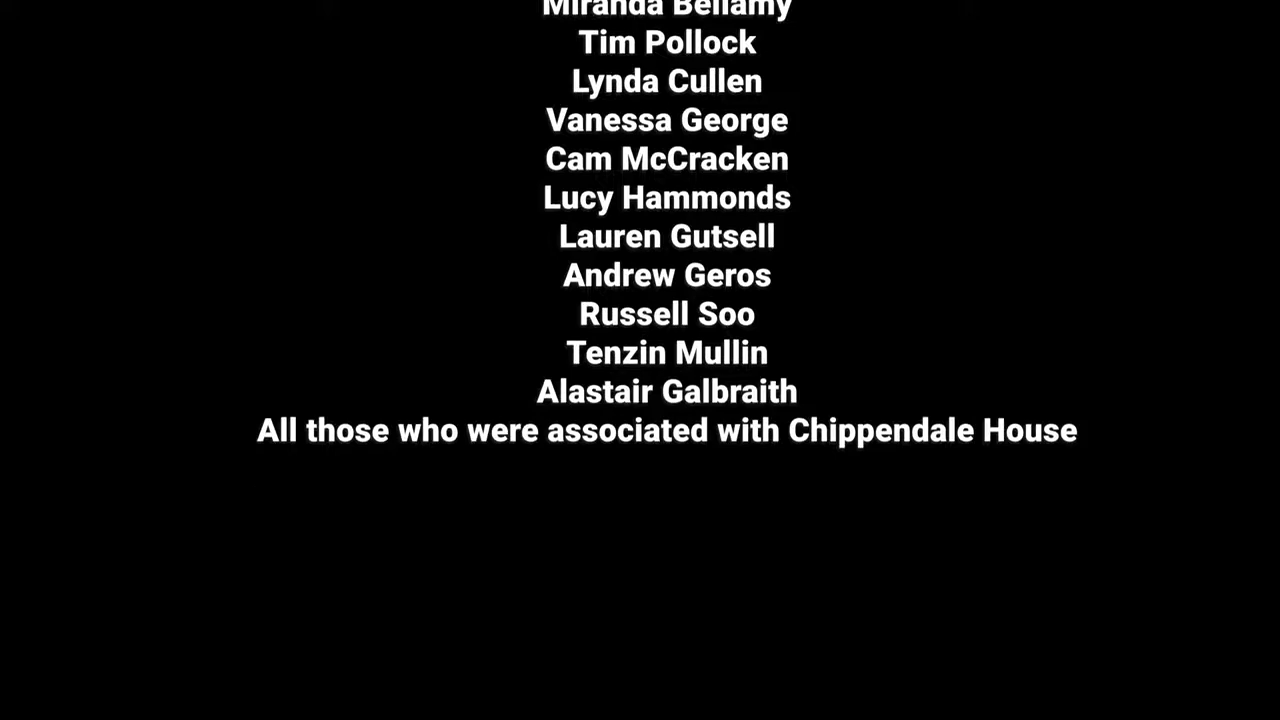 Miranda Bellamy
Tim Pollock
Lynda Cullen
Vanessa George
Cam McCracken
Lucy Hammonds
Lauren Gutsell
Andrew Geros
Russell Soo
Tenzin Mullin
Alastair Galbraith
All those who were associated with Chippendale House